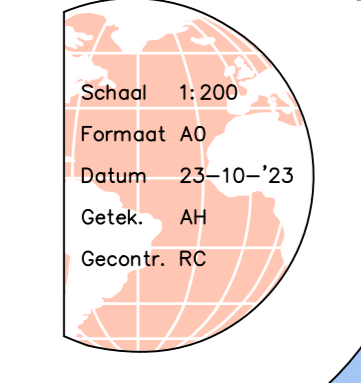 Schaal 1:200
Formaat A0
Datum 23-10-'23
Getek. AH
Gecontr. RC